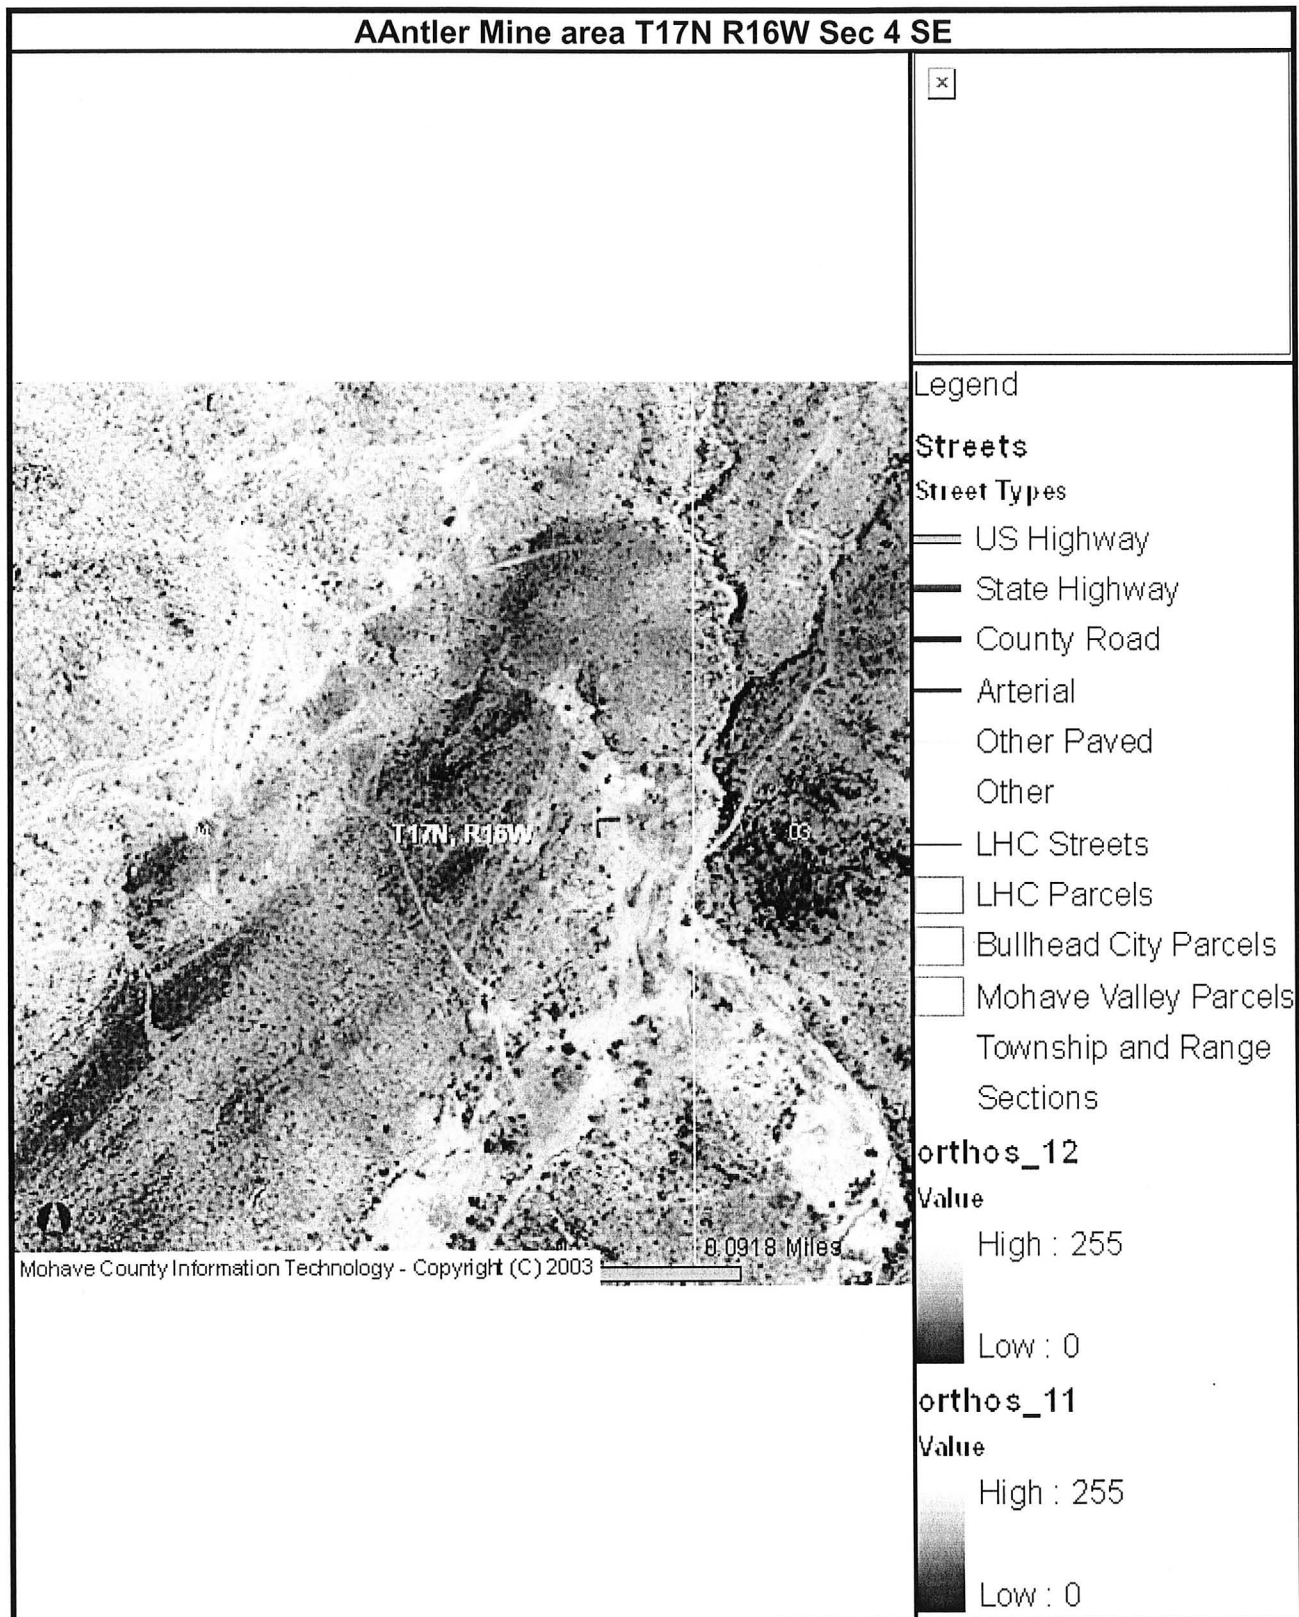 AAntler Mine area T17N R16W Sec 4 SE
T17N, R16W
03
0.0918 Miles
Mohave County Information Technology - Copyright (C) 2003
Legend
Streets
Street Types
US Highway
State Highway
County Road
Arterial
Other Paved
Other
LHC Streets
LHC Parcels
Bullhead City Parcels
Mohave Valley Parcels
Township and Range
Sections
orthos_12
Value
High : 255
Low : 0
orthos_11
Value
High : 255
Low : 0